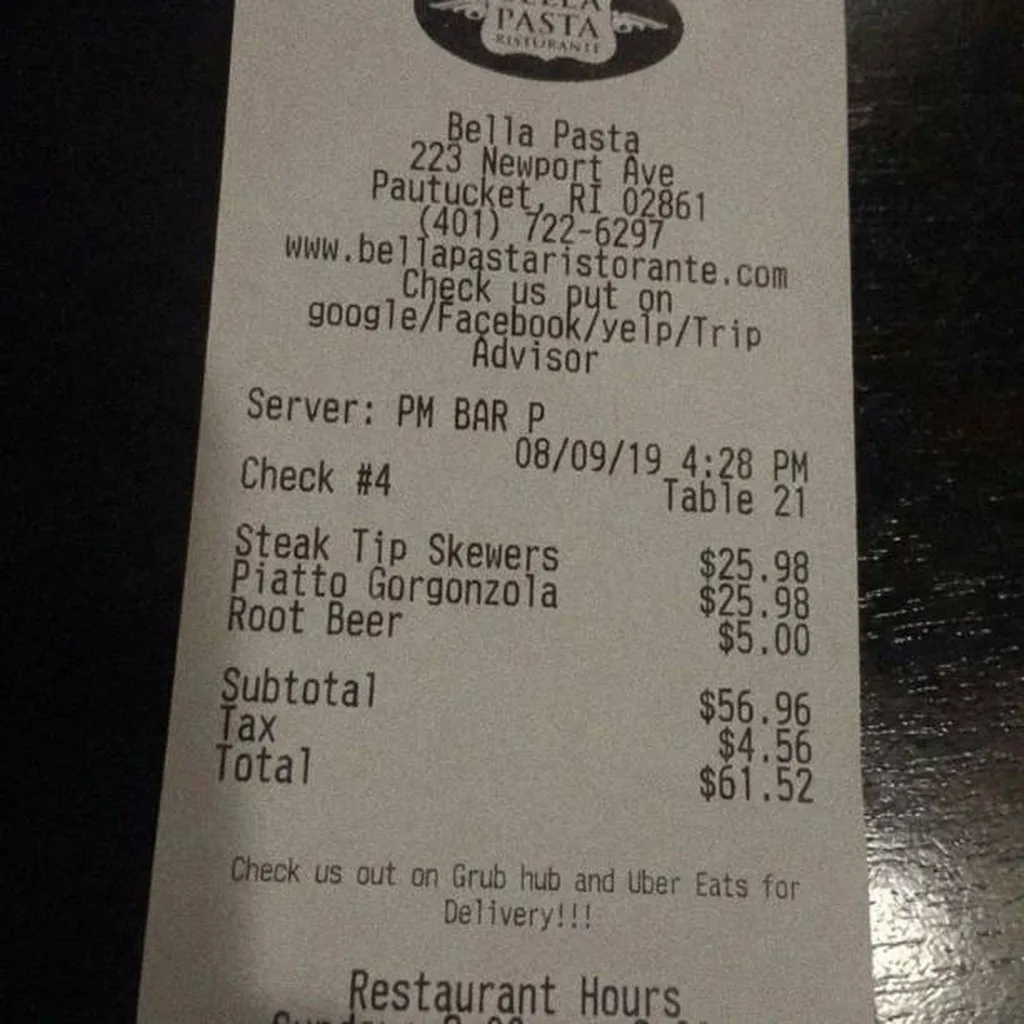 PASTA
RISTORANTE
Bella Pasta
223 Newport Ave
Pautucket, RI 02861
(401) 722-6297
www.bellapastaristorante.com
Check us put on
google/Facebook/yelp/Trip
Advisor
Server: PM BAR P
08/09/19 4:28 PM
Check #4
Table 21
Steak Tip Skewers $25.98
Piatto Gorgonzola $25.98
Root Beer $5.00
Subtotal $56.96
Tax $4.56
Total $61.52
Check us out on Grub hub and Uber Eats for
Delivery!!!
Restaurant Hours